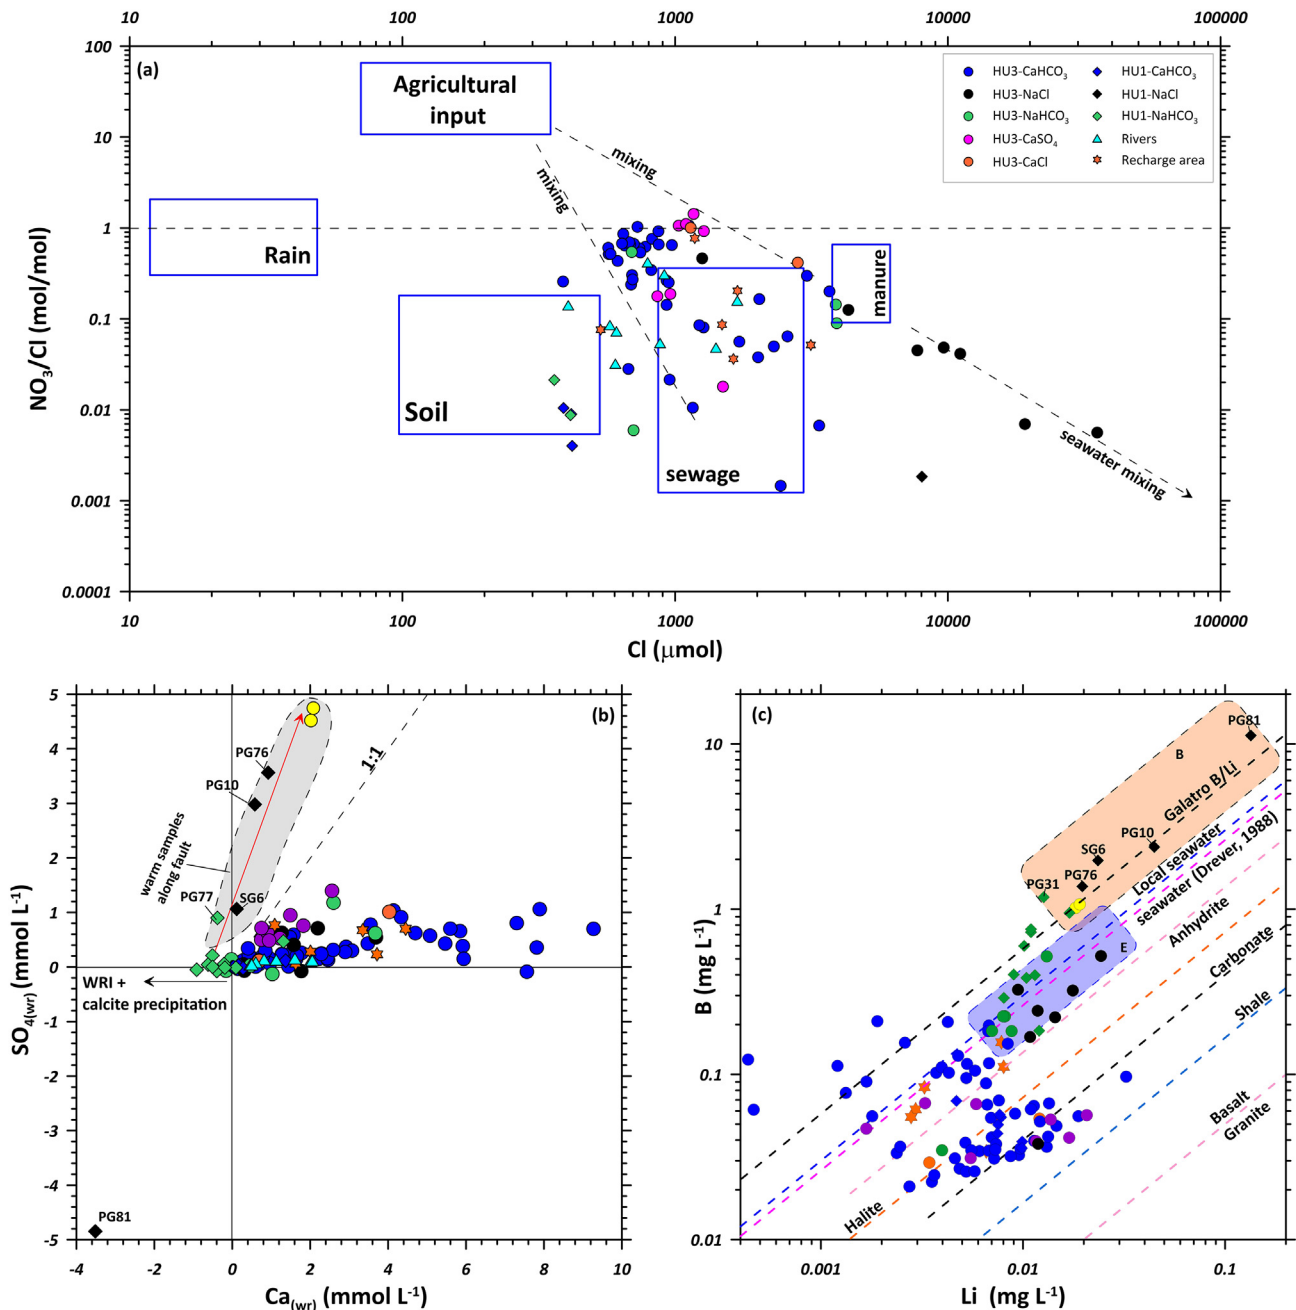 10
100
1000
10000
100000
100
10
1
0.1
0.01
0.001
0.0001
NO3/Cl (mol/mol)
(a)
Agricultural
input
mixing
mixing
Rain
Soil
sewage
manure
seawater mixing
HU3-CaHCO3
HU3-NaCl
HU3-NaHCO3
HU3-CaSO4
HU3-CaCl
HU1-CaHCO3
HU1-NaCl
HU1-NaHCO3
Rivers
Recharge area
10
100
1000
10000
100000
Cl (μmol)
5
4
3
2
1
0
-1
-2
-3
-4
-5
SO4(wr) (mmol L-1)
(b)
1:1
PG76
PG10
warm samples
along fault
PG77
SG6
WRI +
calcite precipitation
PG81
-4
-2
0
2
4
6
8
10
Ca(wr) (mmol L-1)
10
1
0.1
0.01
B (mg L-1)
(c)
PG81
B
Galatro B/Li
PG10
SG6
PG76
PG31
Local seawater
seawater (Drever, 1988)
E
Anhydrite
Carbonate
Shale
Basalt
Granite
Halite
0.001
0.01
0.1
Li (mg L-1)